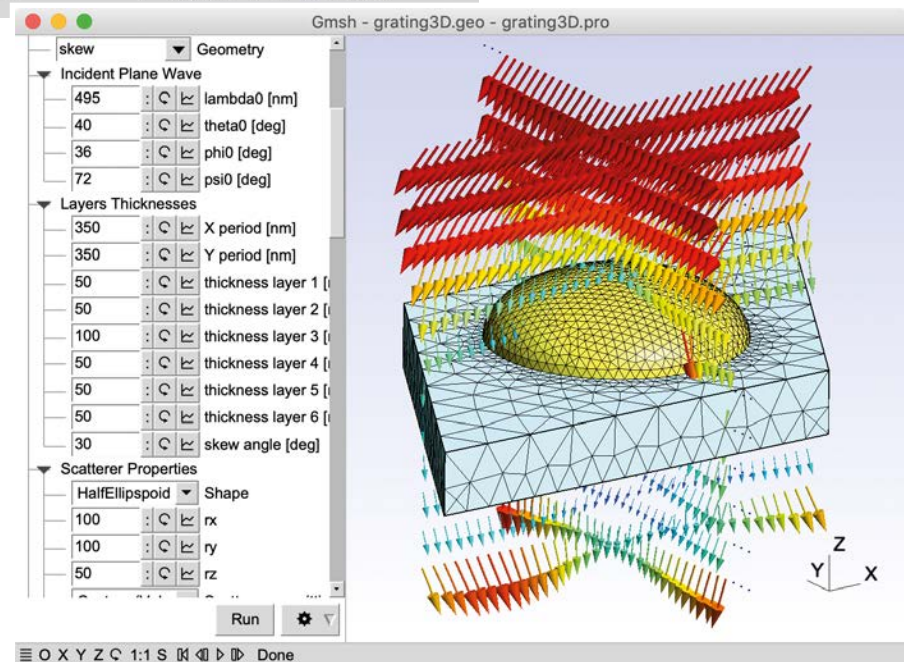 Gmsh - grating3D.geo - grating3D.pro
skew Geometry
Incident Plane Wave
495 : lambda0 [nm]
40 : theta0 [deg]
36 : phi0 [deg]
72 : psi0 [deg]
Layers Thicknesses
350 : X period [nm]
350 : Y period [nm]
50 : thickness layer 1 [
50 : thickness layer 2 [
100 : thickness layer 3 [
50 : thickness layer 4 [
50 : thickness layer 5 [
50 : thickness layer 6 [
30 : skew angle [deg]
Scatterer Properties
HalfEllipspoid Shape
100 : rx
100 : ry
50 : rz
Run
Z
Y X
O X Y Z 1:1 S Done